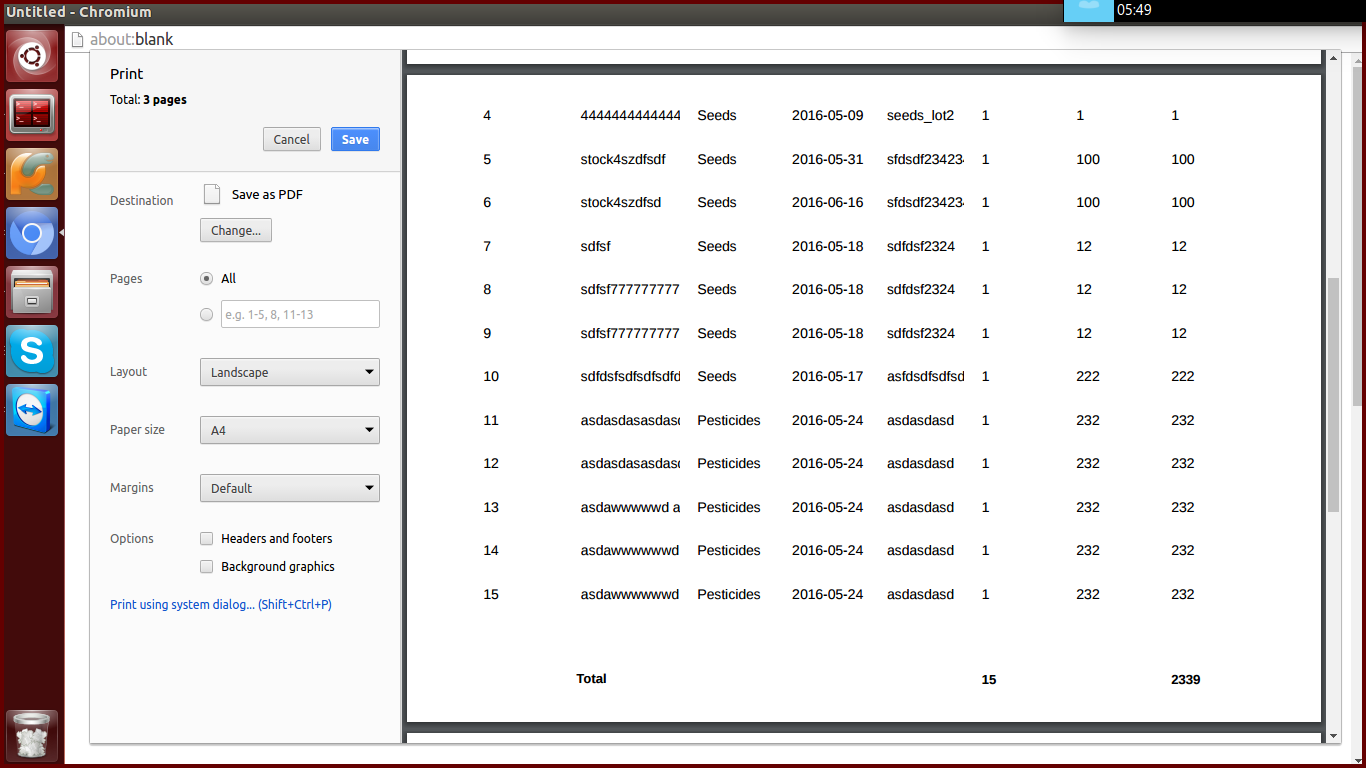 Untitled - Chromium
05:49
about:blank
Print
Total: 3 pages
Cancel
Save
Destination
Save as PDF
Change...
Pages
All
e.g. 1-5, 8, 11-13
Layout
Landscape
Paper size
A4
Margins
Default
Options
Headers and footers
Background graphics
Print using system dialog... (Shift+Ctrl+P)
4 4444444444444 Seeds 2016-05-09 seeds_lot2 1 1 1
5 stock4szdfsdf Seeds 2016-05-31 sfdsdf23423 1 100 100
6 stock4szdfsd Seeds 2016-06-16 sfdsdf23423 1 100 100
7 sdfsf Seeds 2016-05-18 sdfdsf2324 1 12 12
8 sdfsf777777777 Seeds 2016-05-18 sdfdsf2324 1 12 12
9 sdfsf777777777 Seeds 2016-05-18 sdfdsf2324 1 12 12
10 sdfdsfsdfsdfsdfd Seeds 2016-05-17 asfdsdfsdfsd 1 222 222
11 asdasdasasdasd Pesticides 2016-05-24 asdasdasd 1 232 232
12 asdasdasasdasd Pesticides 2016-05-24 asdasdasd 1 232 232
13 asdawwwwwd a Pesticides 2016-05-24 asdasdasd 1 232 232
14 asdawwwwwwd Pesticides 2016-05-24 asdasdasd 1 232 232
15 asdawwwwwwd Pesticides 2016-05-24 asdasdasd 1 232 232
Total 15 2339